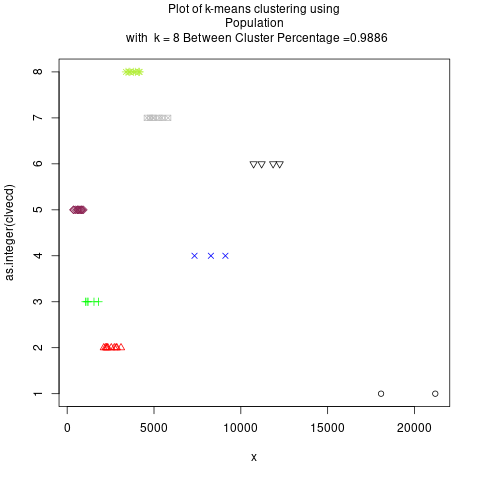 Plot of k-means clustering using
Population
with k = 8 Between Cluster Percentage =0.9886
as.integer(clvecd)
8
7
6
5
4
3
2
1
0 5000 10000 15000 20000
x